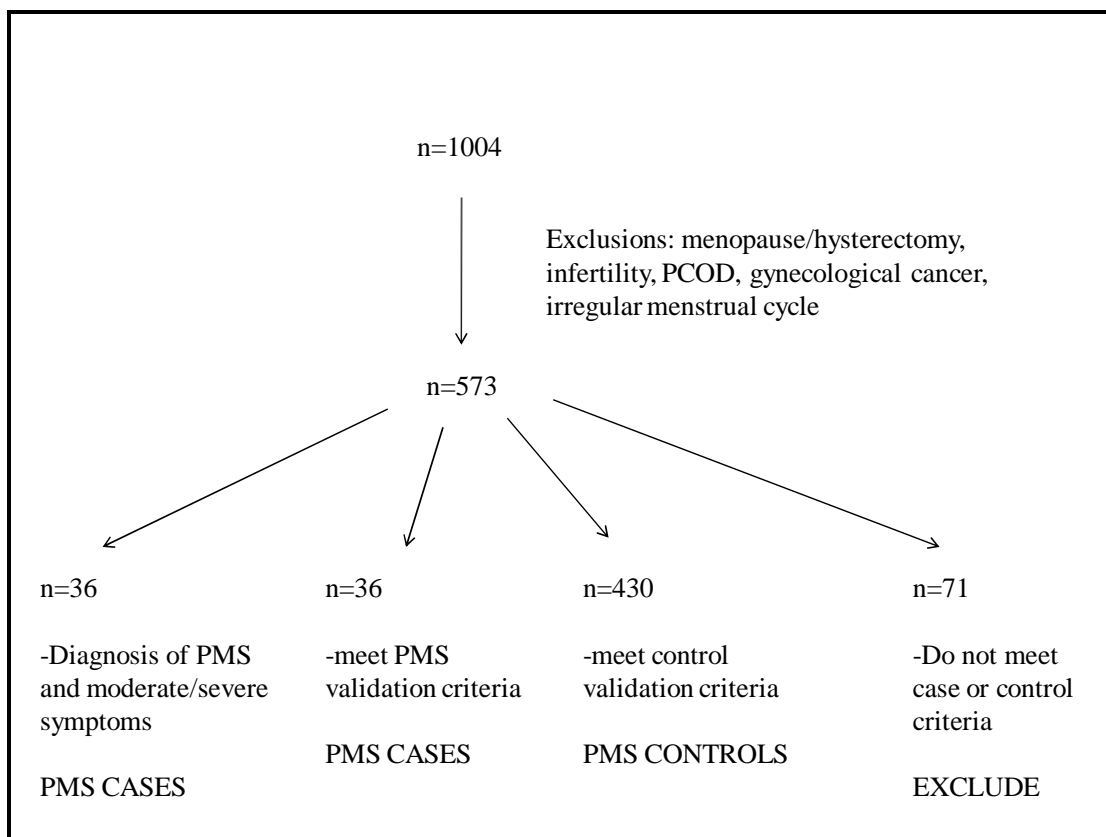 n=1004
Exclusions: menopause/hysterectomy,
infertility, PCOD, gynecological cancer,
irregular menstrual cycle
n=573
n=36
-Diagnosis of PMS
and moderate/severe
symptoms
PMS CASES
n=36
-meet PMS
validation criteria
PMS CASES
n=430
-meet control
validation criteria
PMS CONTROLS
n=71
-Do not meet
case or control
criteria
EXCLUDE